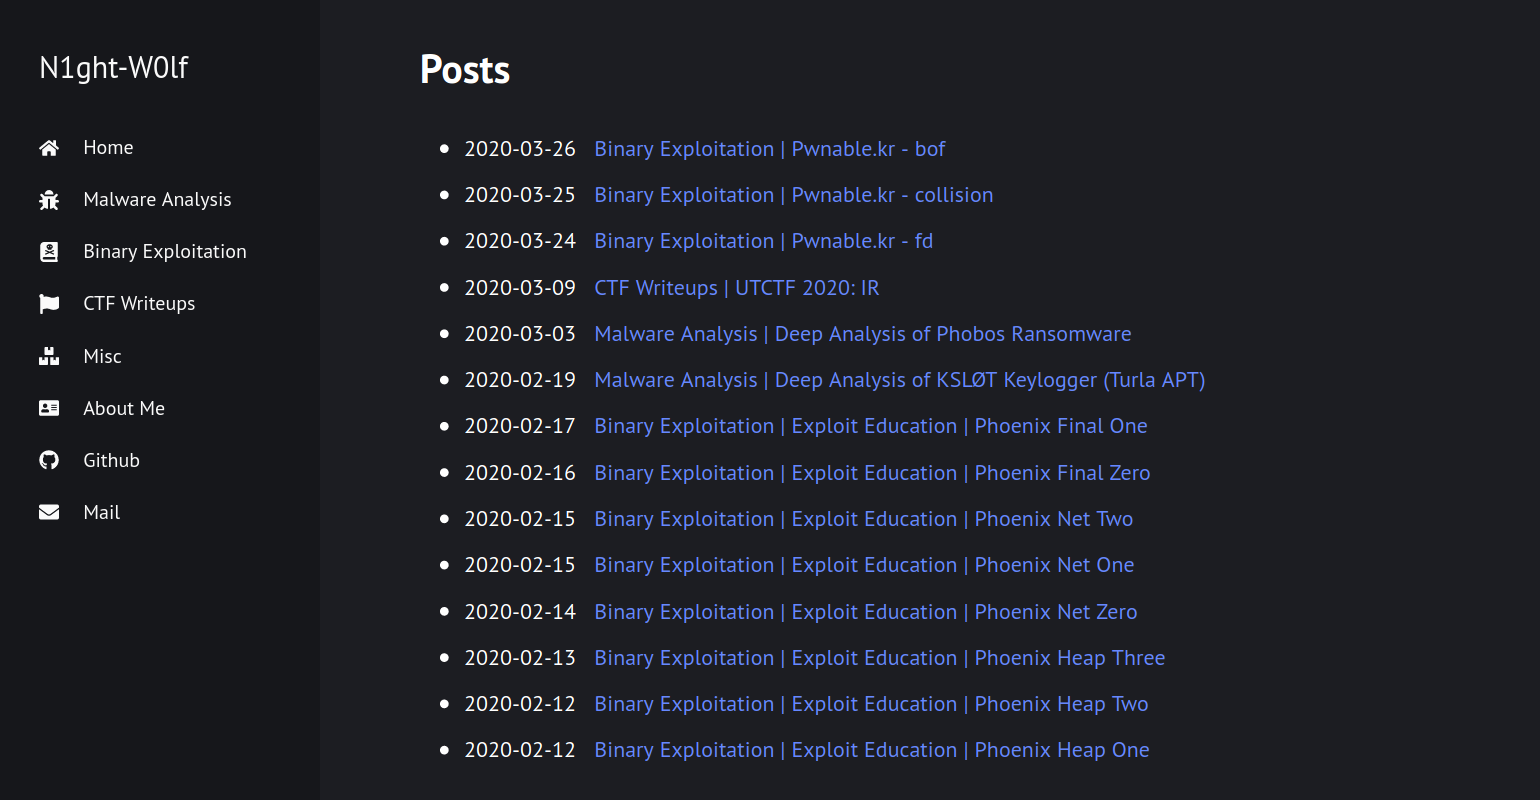 N1ght-W0lf
Home
Malware Analysis
Binary Exploitation
CTF Writeups
Misc
About Me
Github
Mail
Posts
2020-03-26 Binary Exploitation | Pwnable.kr - bof
2020-03-25 Binary Exploitation | Pwnable.kr - collision
2020-03-24 Binary Exploitation | Pwnable.kr - fd
2020-03-09 CTF Writeups | UTCTF 2020: IR
2020-03-03 Malware Analysis | Deep Analysis of Phobos Ransomware
2020-02-19 Malware Analysis | Deep Analysis of KSLØT Keylogger (Turla APT)
2020-02-17 Binary Exploitation | Exploit Education | Phoenix Final One
2020-02-16 Binary Exploitation | Exploit Education | Phoenix Final Zero
2020-02-15 Binary Exploitation | Exploit Education | Phoenix Net Two
2020-02-15 Binary Exploitation | Exploit Education | Phoenix Net One
2020-02-14 Binary Exploitation | Exploit Education | Phoenix Net Zero
2020-02-13 Binary Exploitation | Exploit Education | Phoenix Heap Three
2020-02-12 Binary Exploitation | Exploit Education | Phoenix Heap Two
2020-02-12 Binary Exploitation | Exploit Education | Phoenix Heap One